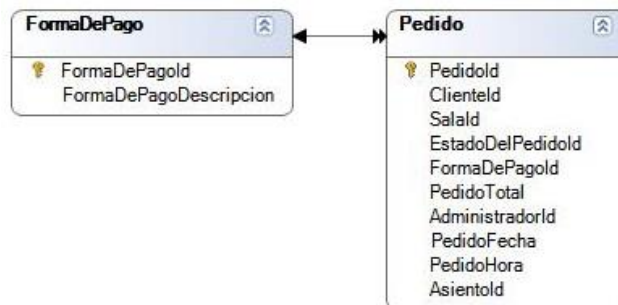 FormaDePago
FormaDePagoId
FormaDePagoDescripcion
Pedido
PedidoId
ClienteId
SalaId
EstadoDelPedidoId
FormaDePagoId
PedidoTotal
AdministradorId
PedidoFecha
PedidoHora
AsientoId